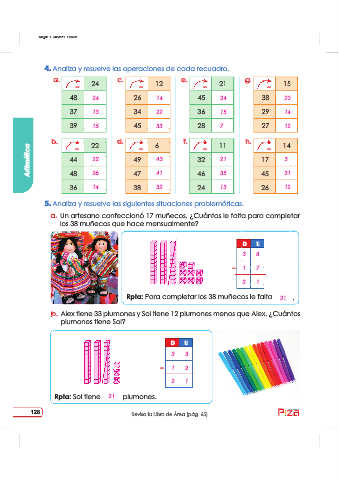 4. Analiza y resuelve las operaciones de cada recuadro.
a. 24 c. 12 e. 21 g. 15
48 24 26 14 45 24 38 23
37 13 34 22 36 15 29 14
39 15 45 33 28 7 27 12
b. 22 d. 6 f. 11 h. 14
44 22 49 43 32 21 17 3
48 26 47 41 46 35 45 31
36 14 38 32 24 13 26 12
Aritmética
5. Analiza y resuelve las siguientes situaciones problemáticas.
a. Un artesano confeccionó 17 muñecos. ¿Cuántos le falta para completar
los 38 muñecos que hace mensualmente?
D U
3 8
- 1 7
2 1
Rpta: Para completar los 38 muñecos le falta 21 .
b. Alex tiene 33 plumones y Sol tiene 12 plumones menos que Alex. ¿Cuántos
plumones tiene Sol?
D U
3 3
- 1 2
2 1
Rpta: Sol tiene 21 plumones.
128
Revisa la Libro de Área (pág. 63)